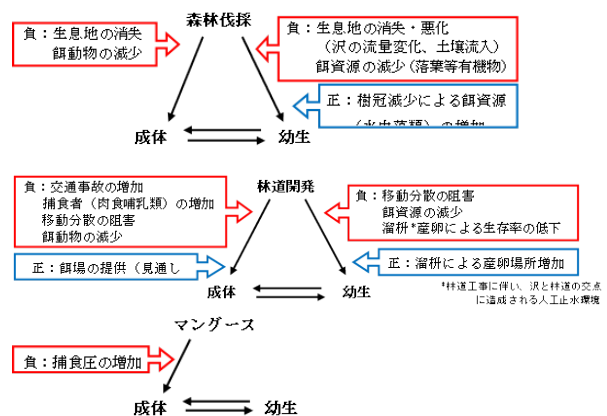 森林伐採
負：生息地の消失
餌動物の減少
負：生息地の消失・悪化
（沢の流量変化、土壌流入）
餌資源の減少（落葉等有機物）
正：樹冠減少による餌資源
（水中藻類）の増加
成体
幼生
林道開発
負：交通事故の増加
捕食者（肉食哺乳類）の増加
移動分散の阻害
餌動物の減少
負：移動分散の阻害
餌資源の減少
溜枡*産卵による生存率の低下
正：餌場の提供（見通し
正：溜枡による産卵場所増加
成体
幼生
*林道工事に伴い、沢と林道の交点
に造成される人工止水環境
マングース
負：捕食圧の増加
成体
幼生